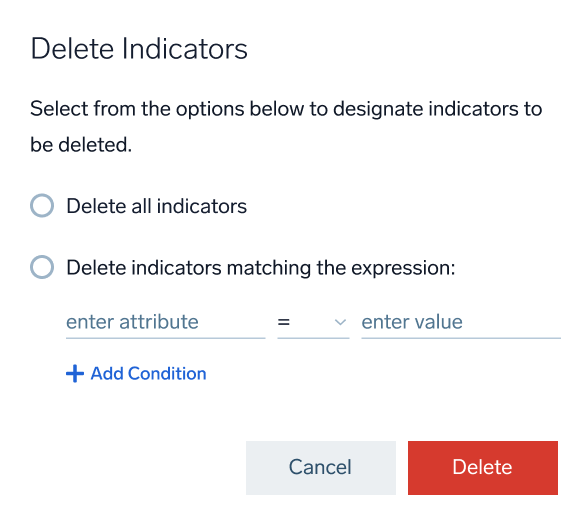 Delete Indicators
Select from the options below to designate indicators to
be deleted.
Delete all indicators
Delete indicators matching the expression:
enter attribute = enter value
+ Add Condition
Cancel Delete